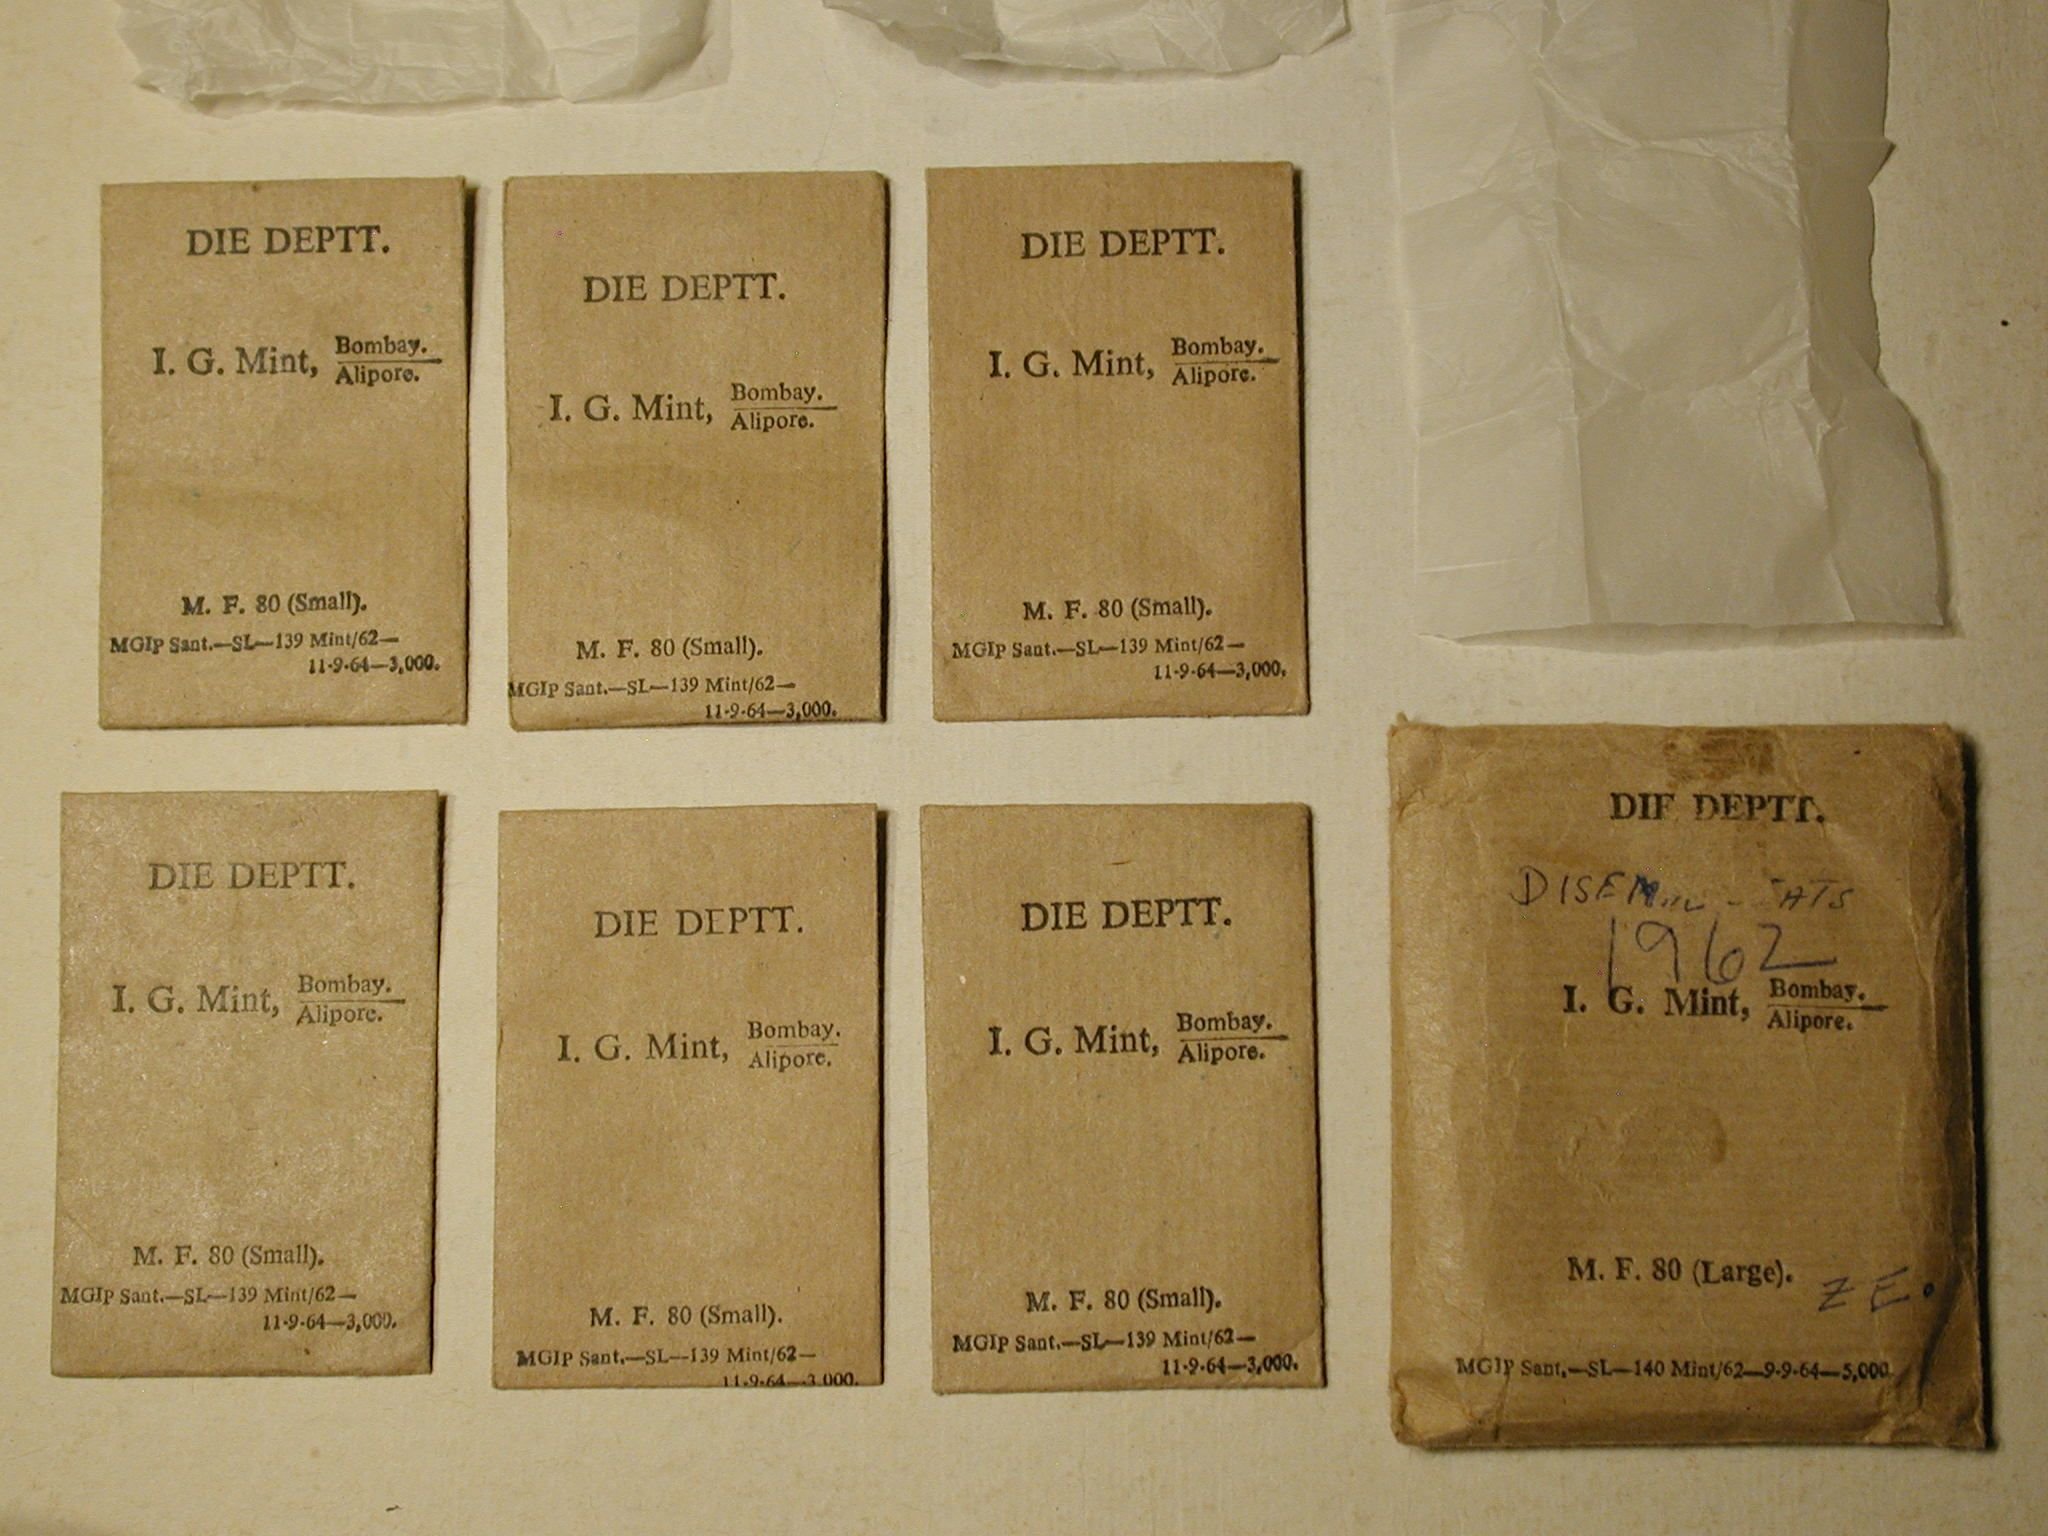 DIE DEPTT.
I. G. Mint, Bombay.
Alipore.
M. F. 80 (Small).
MGIP Sant.—SL—139 Mint/62—
11-9-64—3,000.
DIE DEPTT.
I. G. Mint, Bombay.
Alipore.
M. F. 80 (Small).
MGIP Sant.—SL—139 Mint/62—
11-9-64—3,000.
DIE DEPTT.
I. G. Mint, Bombay.
Alipore.
M. F. 80 (Small).
MGIP Sant.—SL—139 Mint/62—
11-9-64—3,000.
DIE DEPTT.
I. G. Mint, Bombay.
Alipore.
M. F. 80 (Small).
MGIP Sant.—SL—139 Mint/62—
11-9-64—3,000.
DIE DEPTT.
I. G. Mint, Bombay.
Alipore.
M. F. 80 (Small).
MGIP Sant.—SL—139 Mint/62—
11-9-64—3,000.
DIE DEPTT.
I. G. Mint, Bombay.
Alipore.
M. F. 80 (Small).
MGIP Sant.—SL—139 Mint/62—
11-9-64—3,000.
DIE DEPTT.
1962
I. G. Mint, Bombay.
Alipore.
M. F. 80 (Large).
MGIP Sant.—SL—140 Mint/62—9-9-64—5,000